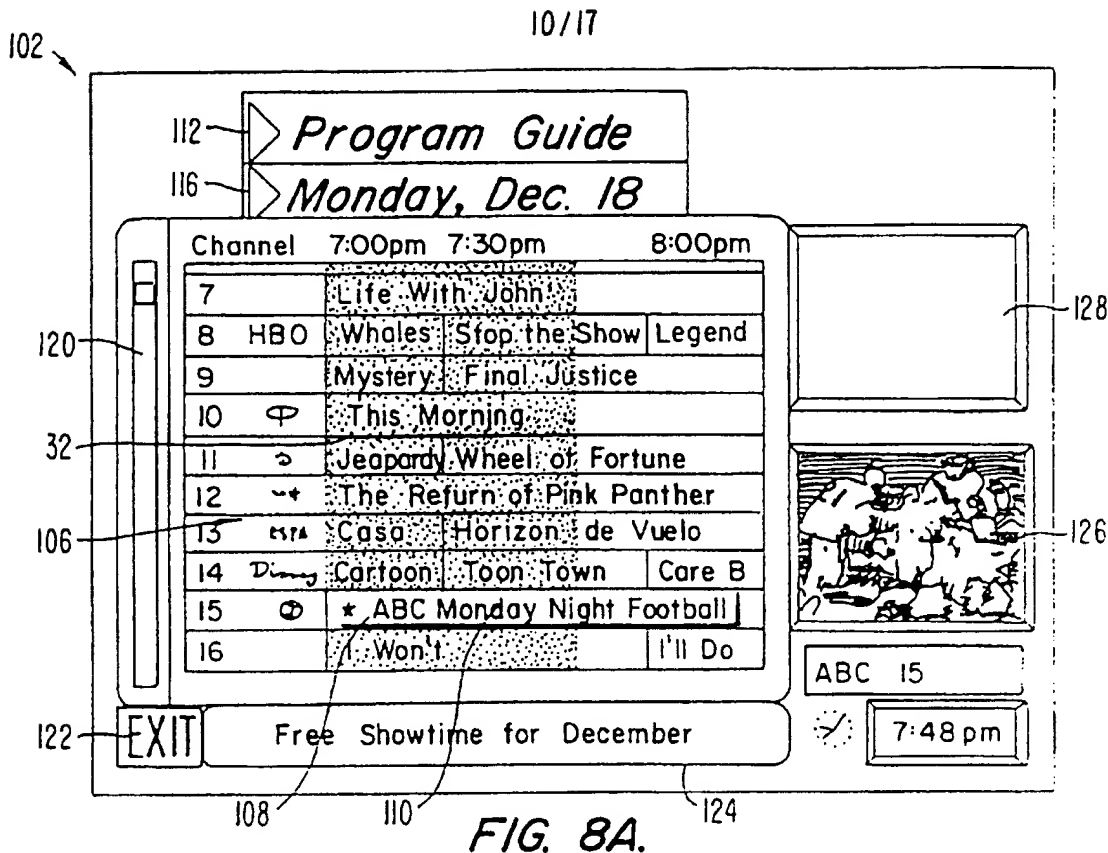 10/17
102
112 Program Guide
116 Monday, Dec. 18
Channel 7:00pm 7:30pm 8:00pm
7 Life With John
8 HBO Whales Stop the Show Legend
128
120
9 Mystery Final Justice
10 This Morning
32
11 Jeapardy Wheel of Fortune
12 The Return of Pink Panther
106
13 Casa Horizon de Vuelo
126
14 Disney Cartoon Toon Town Care B
15 * ABC Monday Night Football
16 I Won't I'll Do
ABC 15
122 EXIT Free Showtime for December 7:48 pm
108 110 124
FIG. 8A.